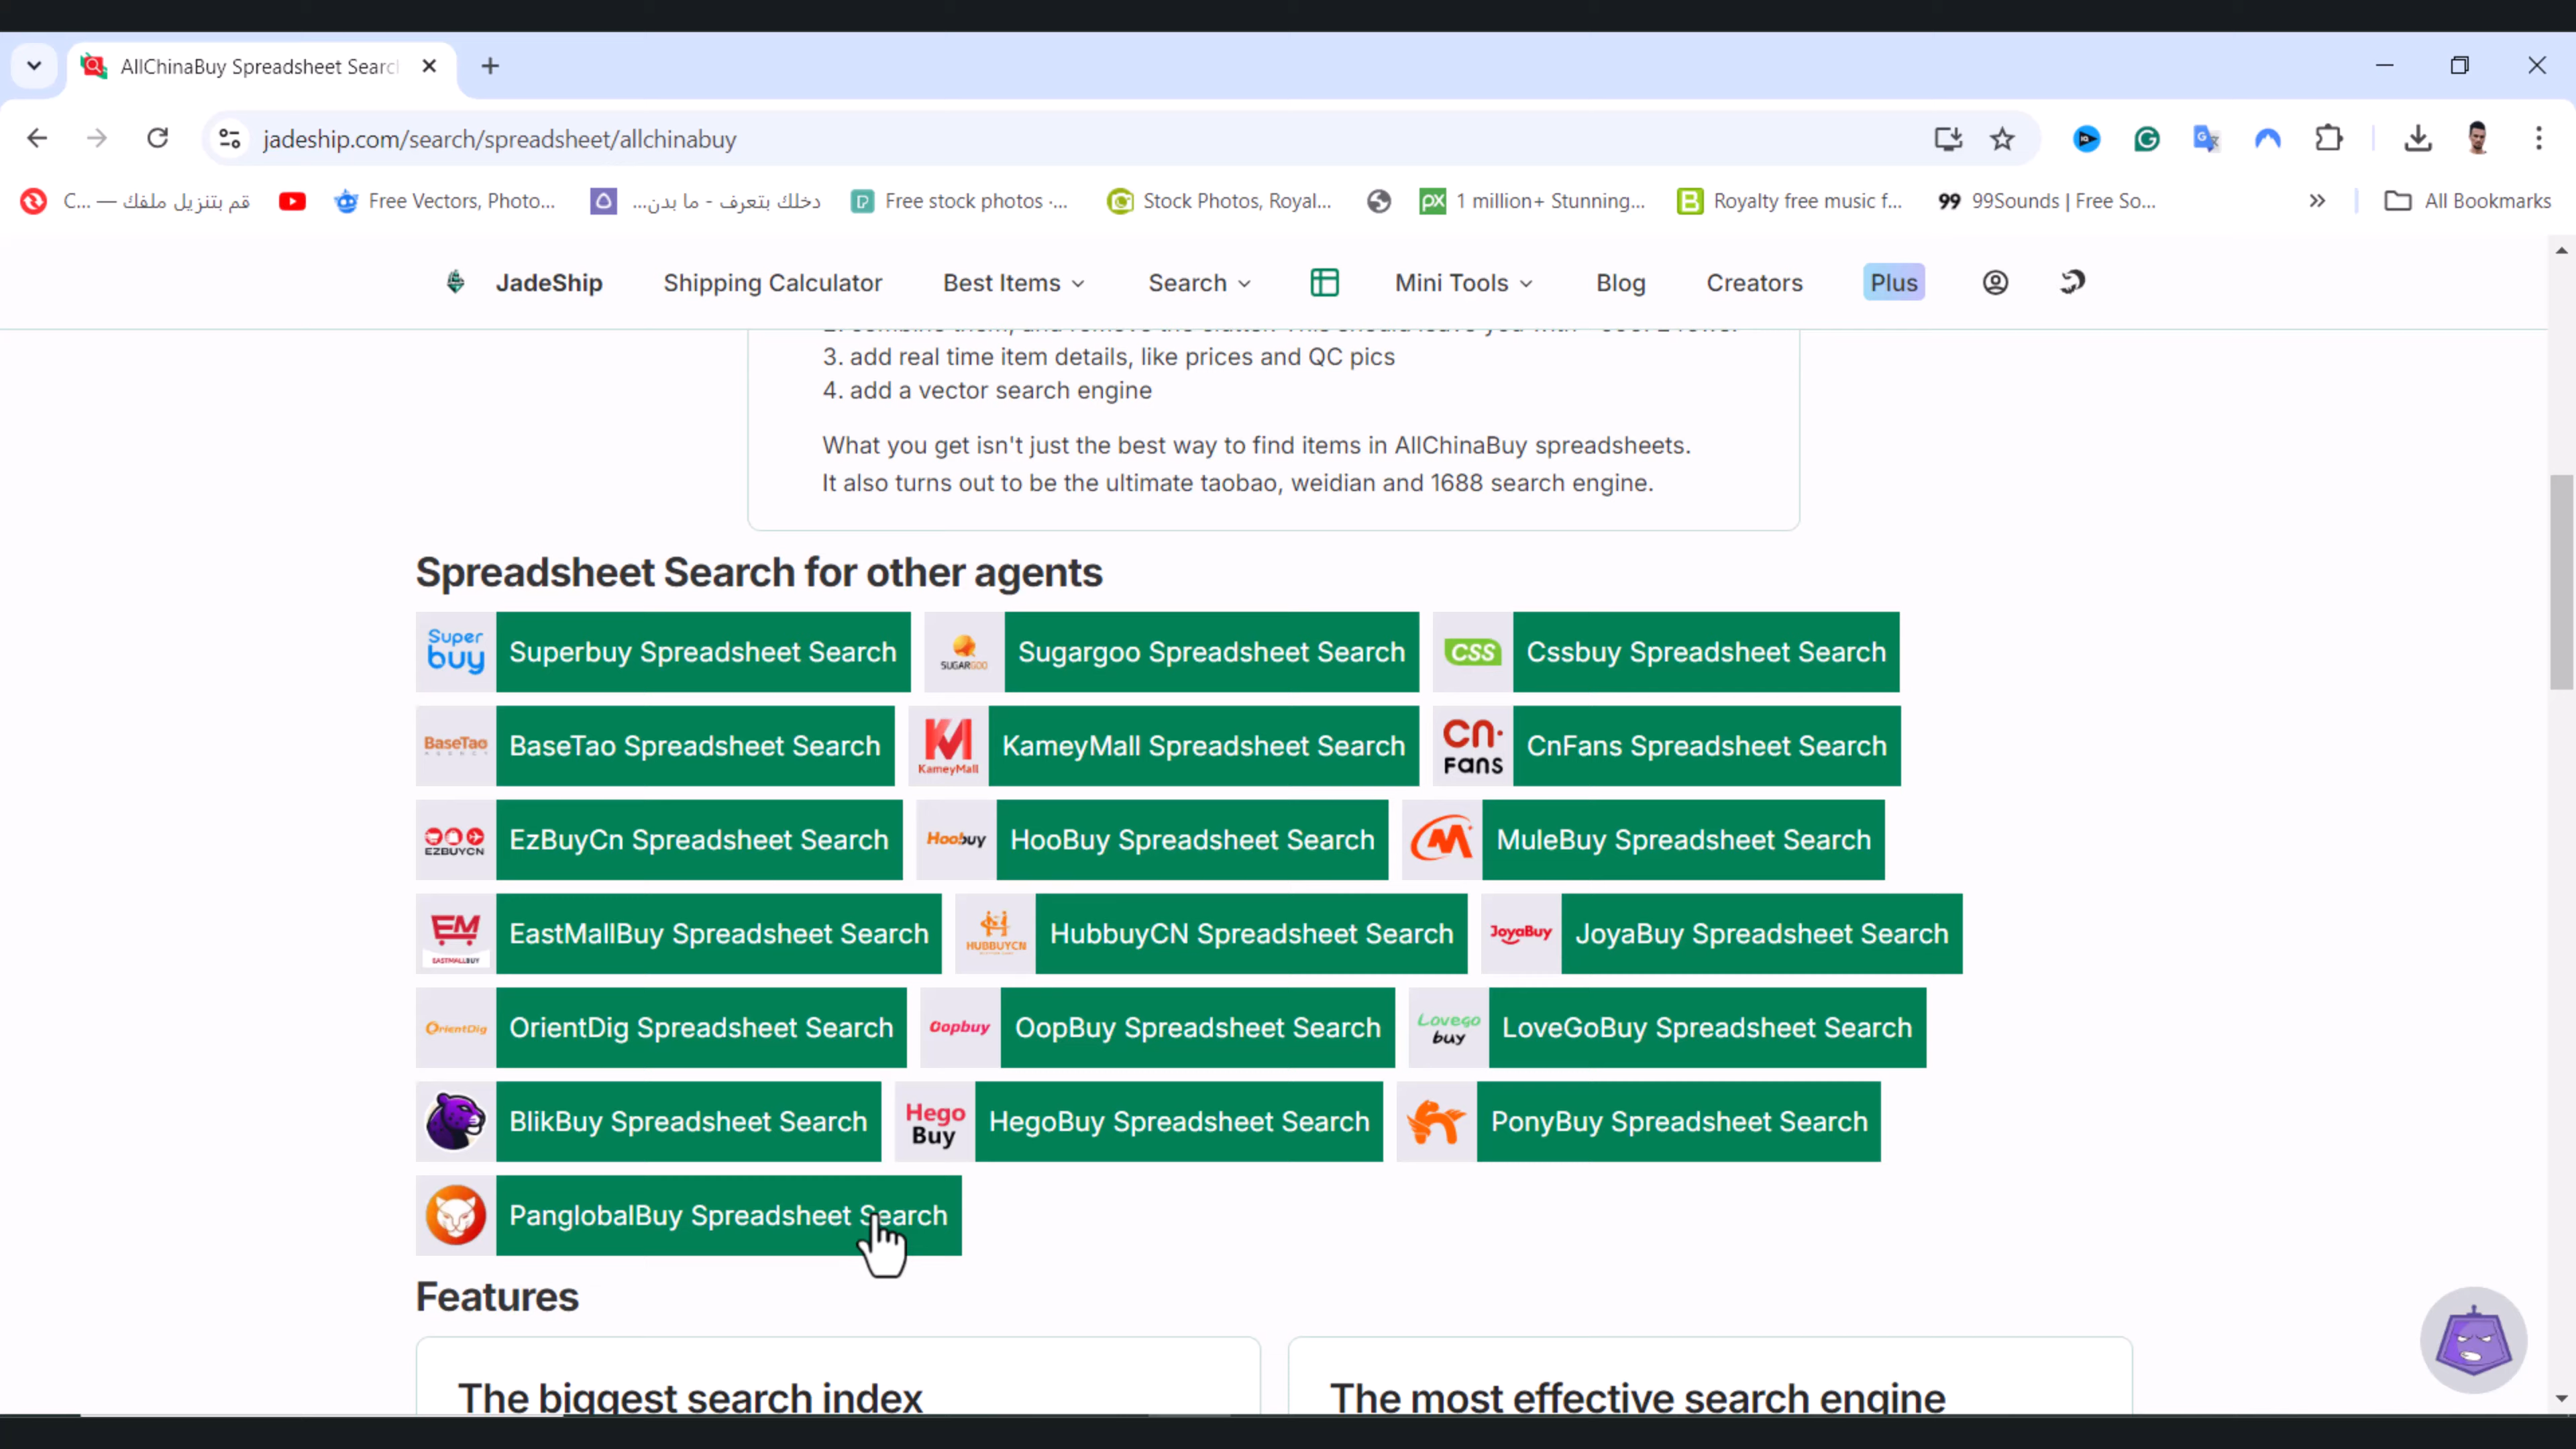 AllChinaBuy Spreadsheet Searc
jadeship.com/search/spreadsheet/allchinabuy
C... — قم بتنزيل ملفك
Free Vectors, Photo...
دخلك بتعرف - ما بدن...
Free stock photos ·...
Stock Photos, Royal...
1 million+ Stunning...
Royalty free music f...
99 99Sounds | Free So...
All Bookmarks
JadeShip Shipping Calculator Best Items Search Mini Tools Blog Creators Plus
3. add real time item details, like prices and QC pics
4. add a vector search engine
What you get isn't just the best way to find items in AllChinaBuy spreadsheets.
It also turns out to be the ultimate taobao, weidian and 1688 search engine.
Spreadsheet Search for other agents
Super buy Superbuy Spreadsheet Search
SUGARGOO Sugargoo Spreadsheet Search
CSS Cssbuy Spreadsheet Search
BaseTao AGENCY BaseTao Spreadsheet Search
KameyMall KameyMall Spreadsheet Search
CN Fans CnFans Spreadsheet Search
EZBUYCN EzBuyCn Spreadsheet Search
Hoobuy HooBuy Spreadsheet Search
MuleBuy Spreadsheet Search
EM EASTMALLBUY EastMallBuy Spreadsheet Search
HUBBUYCN HubbuyCN Spreadsheet Search
JoyaBuy JoyaBuy Spreadsheet Search
OrientDig OrientDig Spreadsheet Search
Oopbuy OopBuy Spreadsheet Search
Lovego buy LoveGoBuy Spreadsheet Search
BlikBuy Spreadsheet Search
Hego Buy HegoBuy Spreadsheet Search
PonyBuy Spreadsheet Search
PanglobalBuy Spreadsheet Search
Features
The biggest search index
The most effective search engine